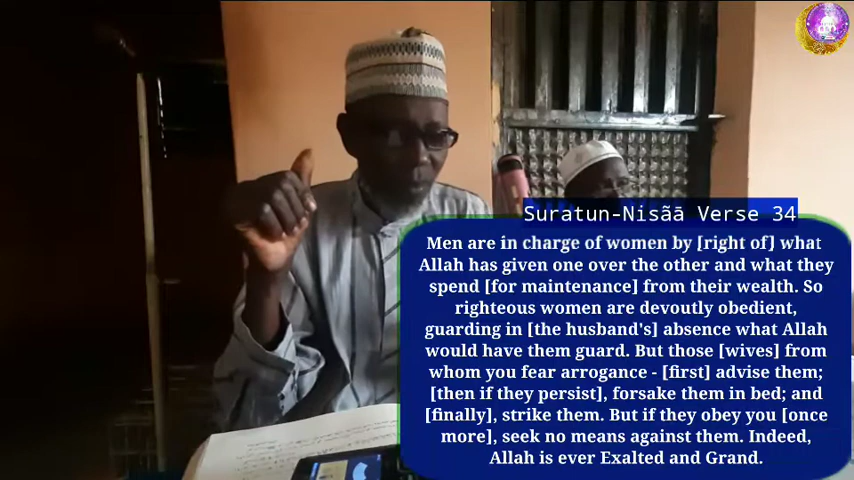 Suratun-Nisãā Verse 34
Men are in charge of women by [right of] what
Allah has given one over the other and what they
spend [for maintenance] from their wealth. So
righteous women are devoutly obedient,
guarding in [the husband's] absence what Allah
would have them guard. But those [wives] from
whom you fear arrogance - [first] advise them;
[then if they persist], forsake them in bed; and
[finally], strike them. But if they obey you [once
more], seek no means against them. Indeed,
Allah is ever Exalted and Grand.